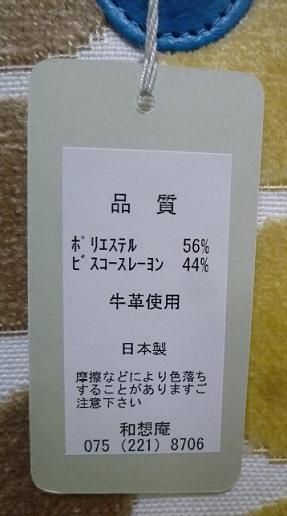 品 質
ﾎﾟﾘｴｽﾃﾙ 56%
ﾋﾞｽｺｰｽﾚｰﾖﾝ 44%
牛革使用
日本製
摩擦などにより色落ち
することがありますご
注意下さい
和想庵
075 (221) 8706